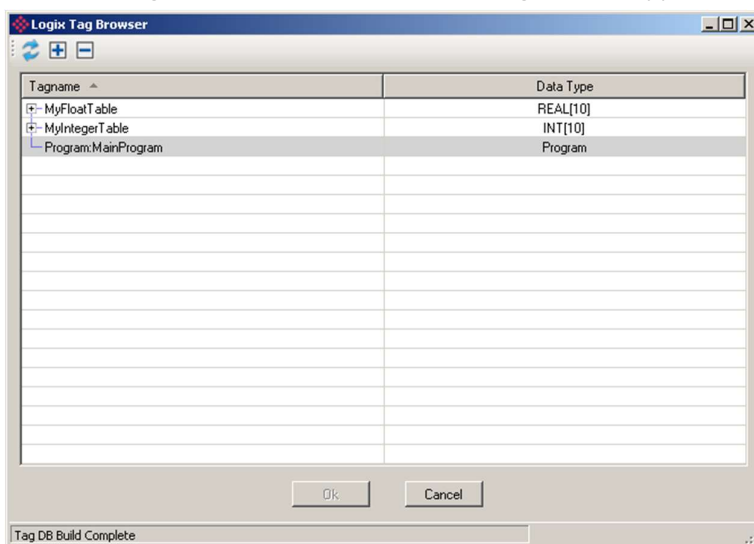 Logix Tag Browser
Tagname Data Type
MyFloatTable REAL[10]
MyIntegerTable INT[10]
Program:MainProgram Program
Ok Cancel
Tag DB Build Complete